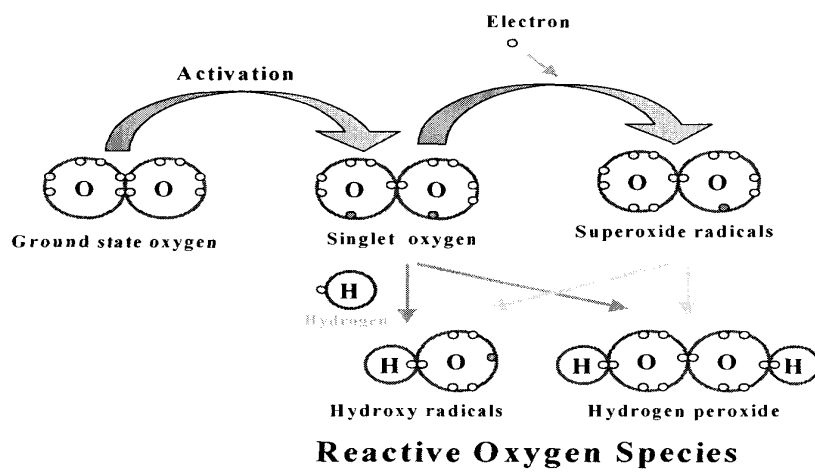 Electron
Activation
O O
O O
O O
Ground state oxygen
Singlet oxygen
Superoxide radicals
H
Hydrogen
H O
H O O H
Hydroxy radicals
Hydrogen peroxide
Reactive Oxygen Species